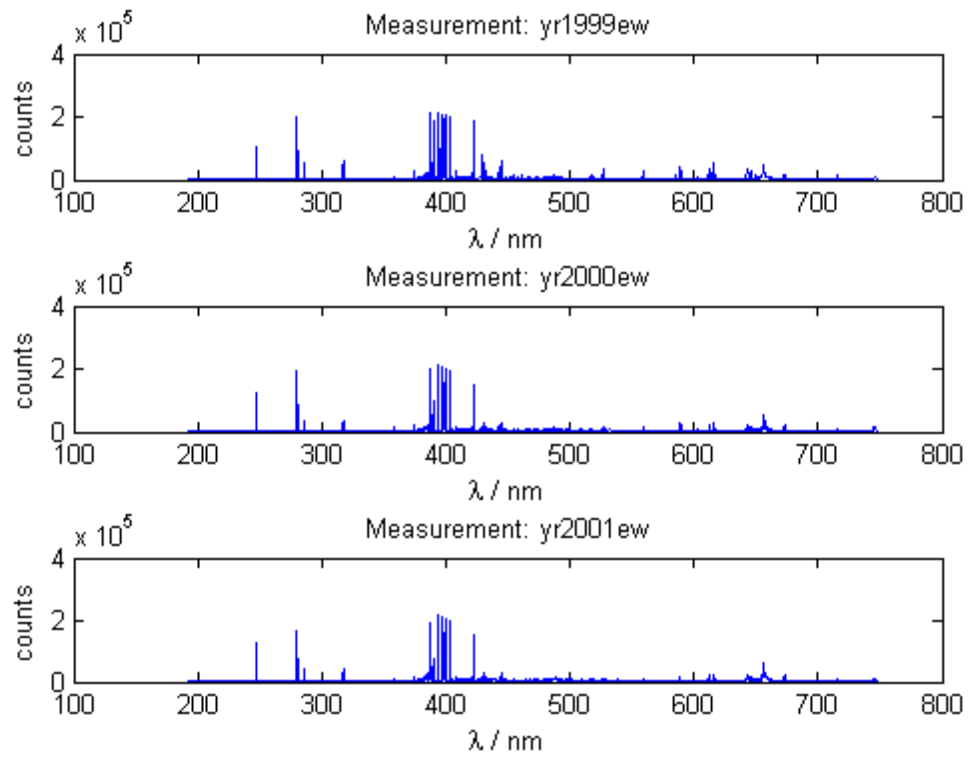 Measurement: yr1999ew
x 10^5
counts
4
2
0
100 200 300 400 500 600 700 800
λ / nm
Measurement: yr2000ew
x 10^5
counts
4
2
0
100 200 300 400 500 600 700 800
λ / nm
Measurement: yr2001ew
x 10^5
counts
4
2
0
100 200 300 400 500 600 700 800
λ / nm